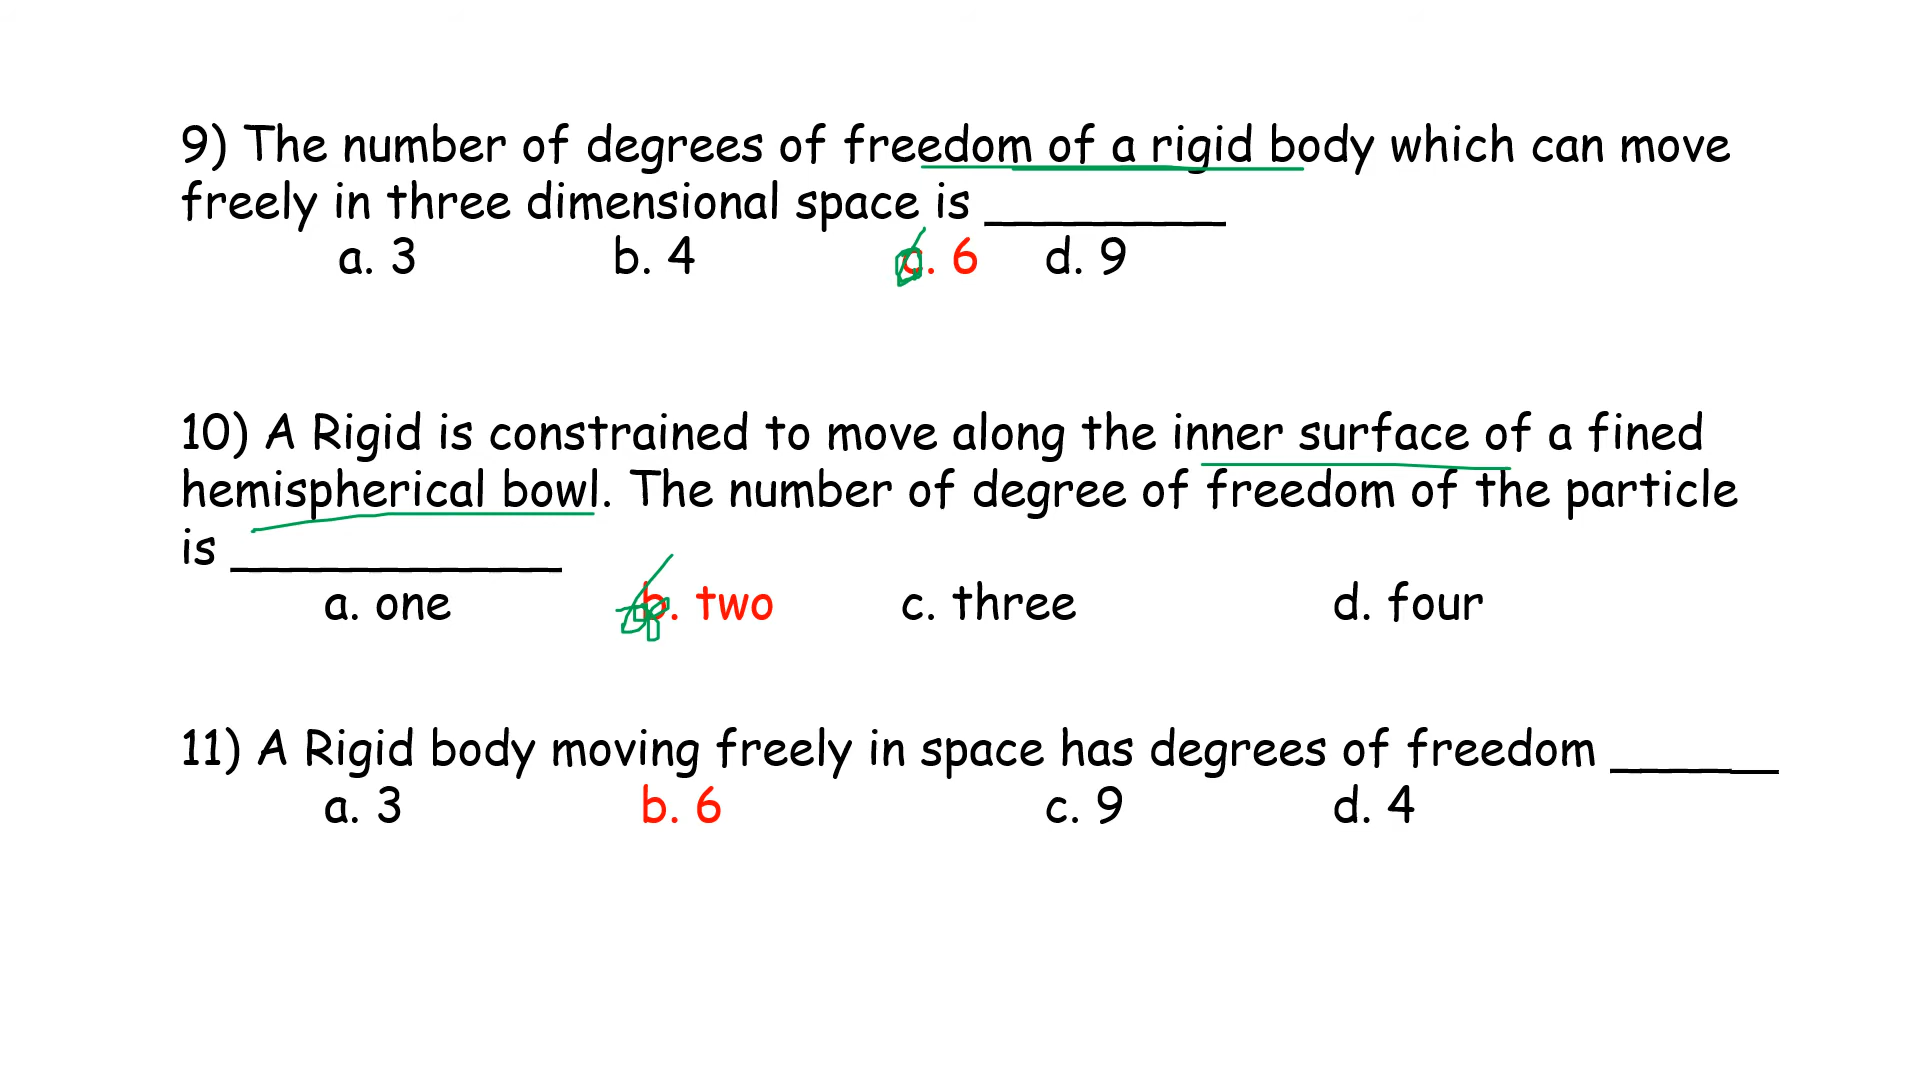 9) The number of degrees of freedom of a rigid body which can move
freely in three dimensional space is ________
a. 3 b. 4 c. 6 d. 9
10) A Rigid is constrained to move along the inner surface of a fined
hemispherical bowl. The number of degree of freedom of the particle
is ___________
a. one b. two c. three d. four
11) A Rigid body moving freely in space has degrees of freedom ______
a. 3 b. 6 c. 9 d. 4